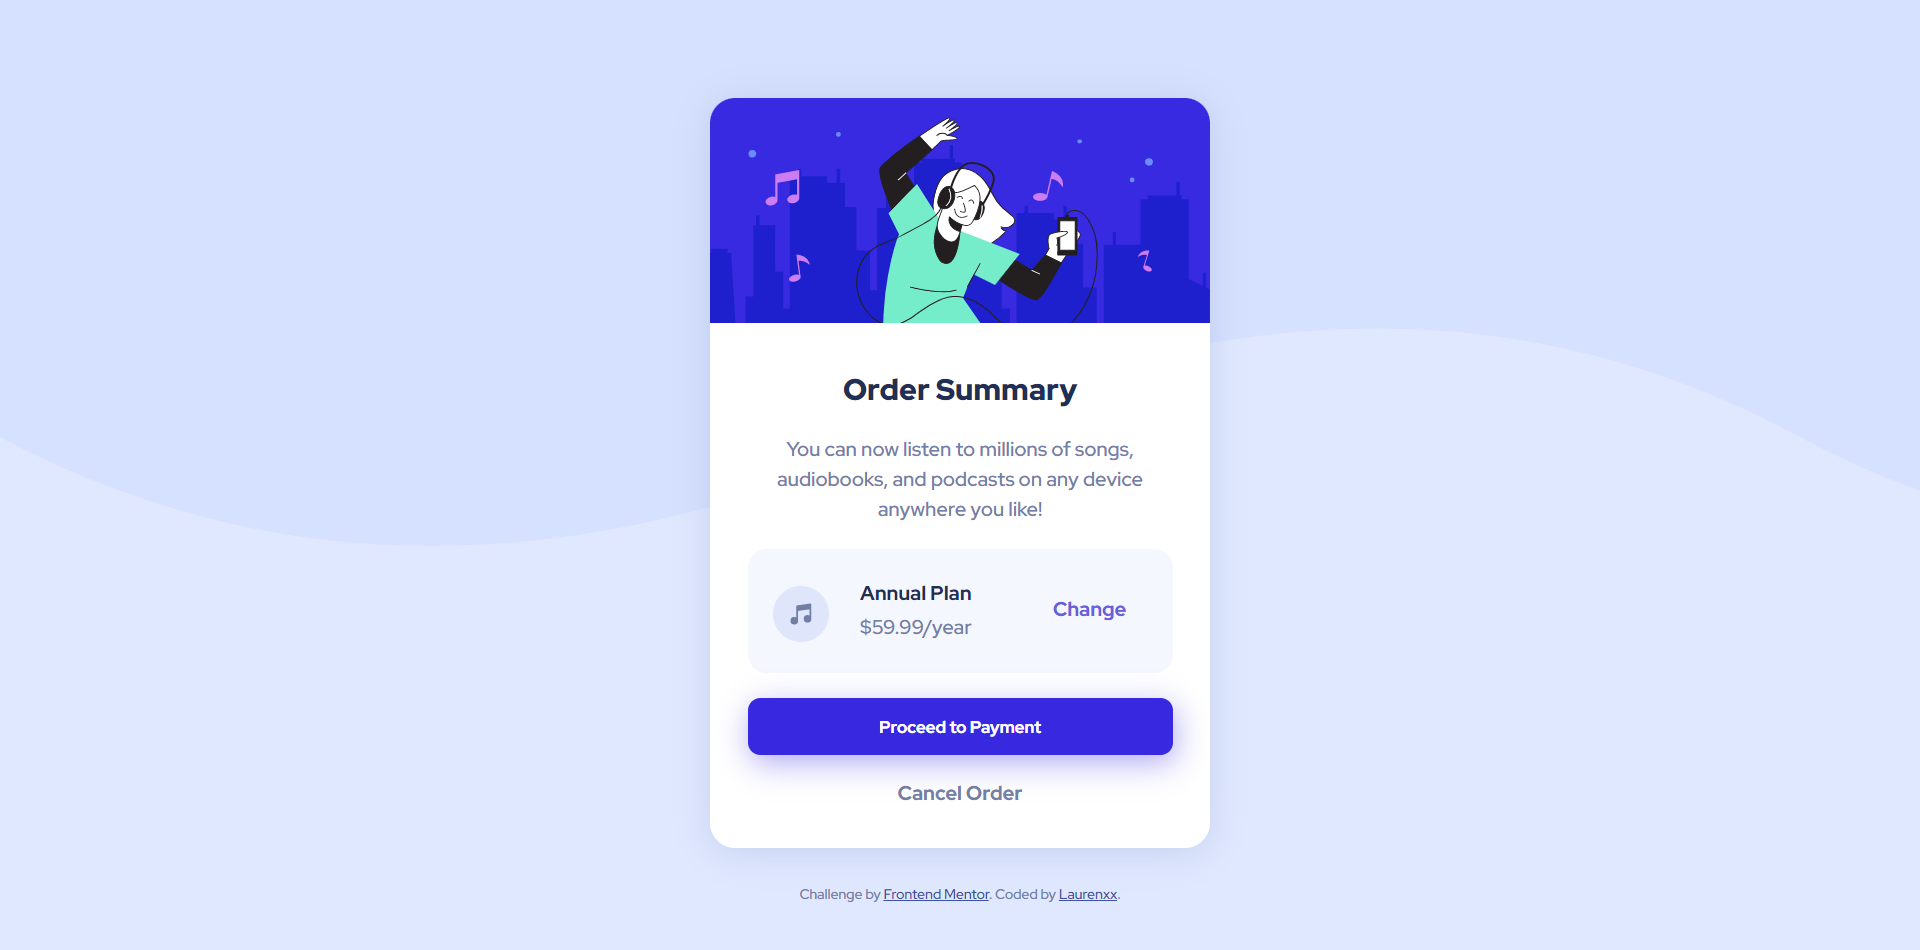 Order Summary
You can now listen to millions of songs,
audiobooks, and podcasts on any device
anywhere you like!
Annual Plan
$59.99/year
Change
Proceed to Payment
Cancel Order
Challenge by Frontend Mentor. Coded by Laurenxx.